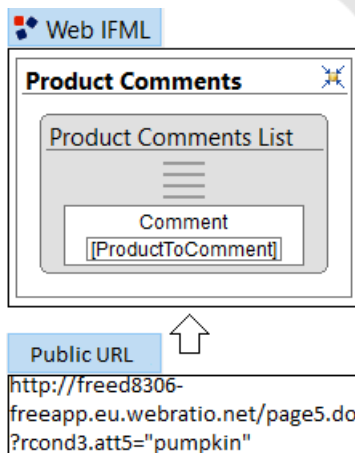 Web IFML
Product Comments
Product Comments List
Comment
[ProductToComment]
Public URL
http://freed8306-
freeapp.eu.webratio.net/page5.do
?rcond3.att5="pumpkin"